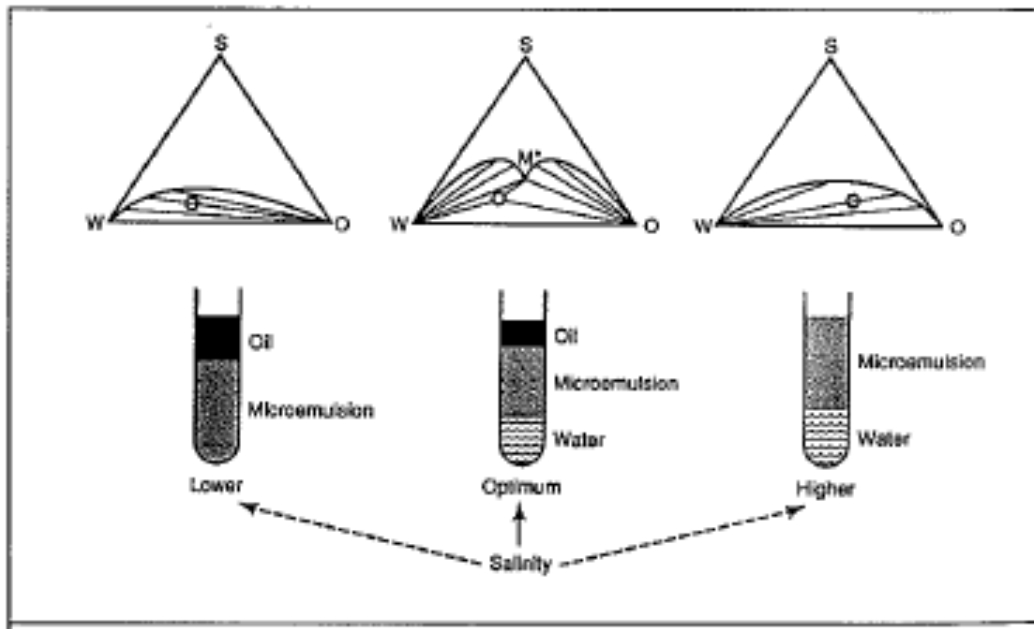 S
S
S
M*
W
O
W
O
W
O
Oil
Microemulsion
Lower
Oil
Microemulsion
Water
Optimum
Microemulsion
Water
Higher
Salinity